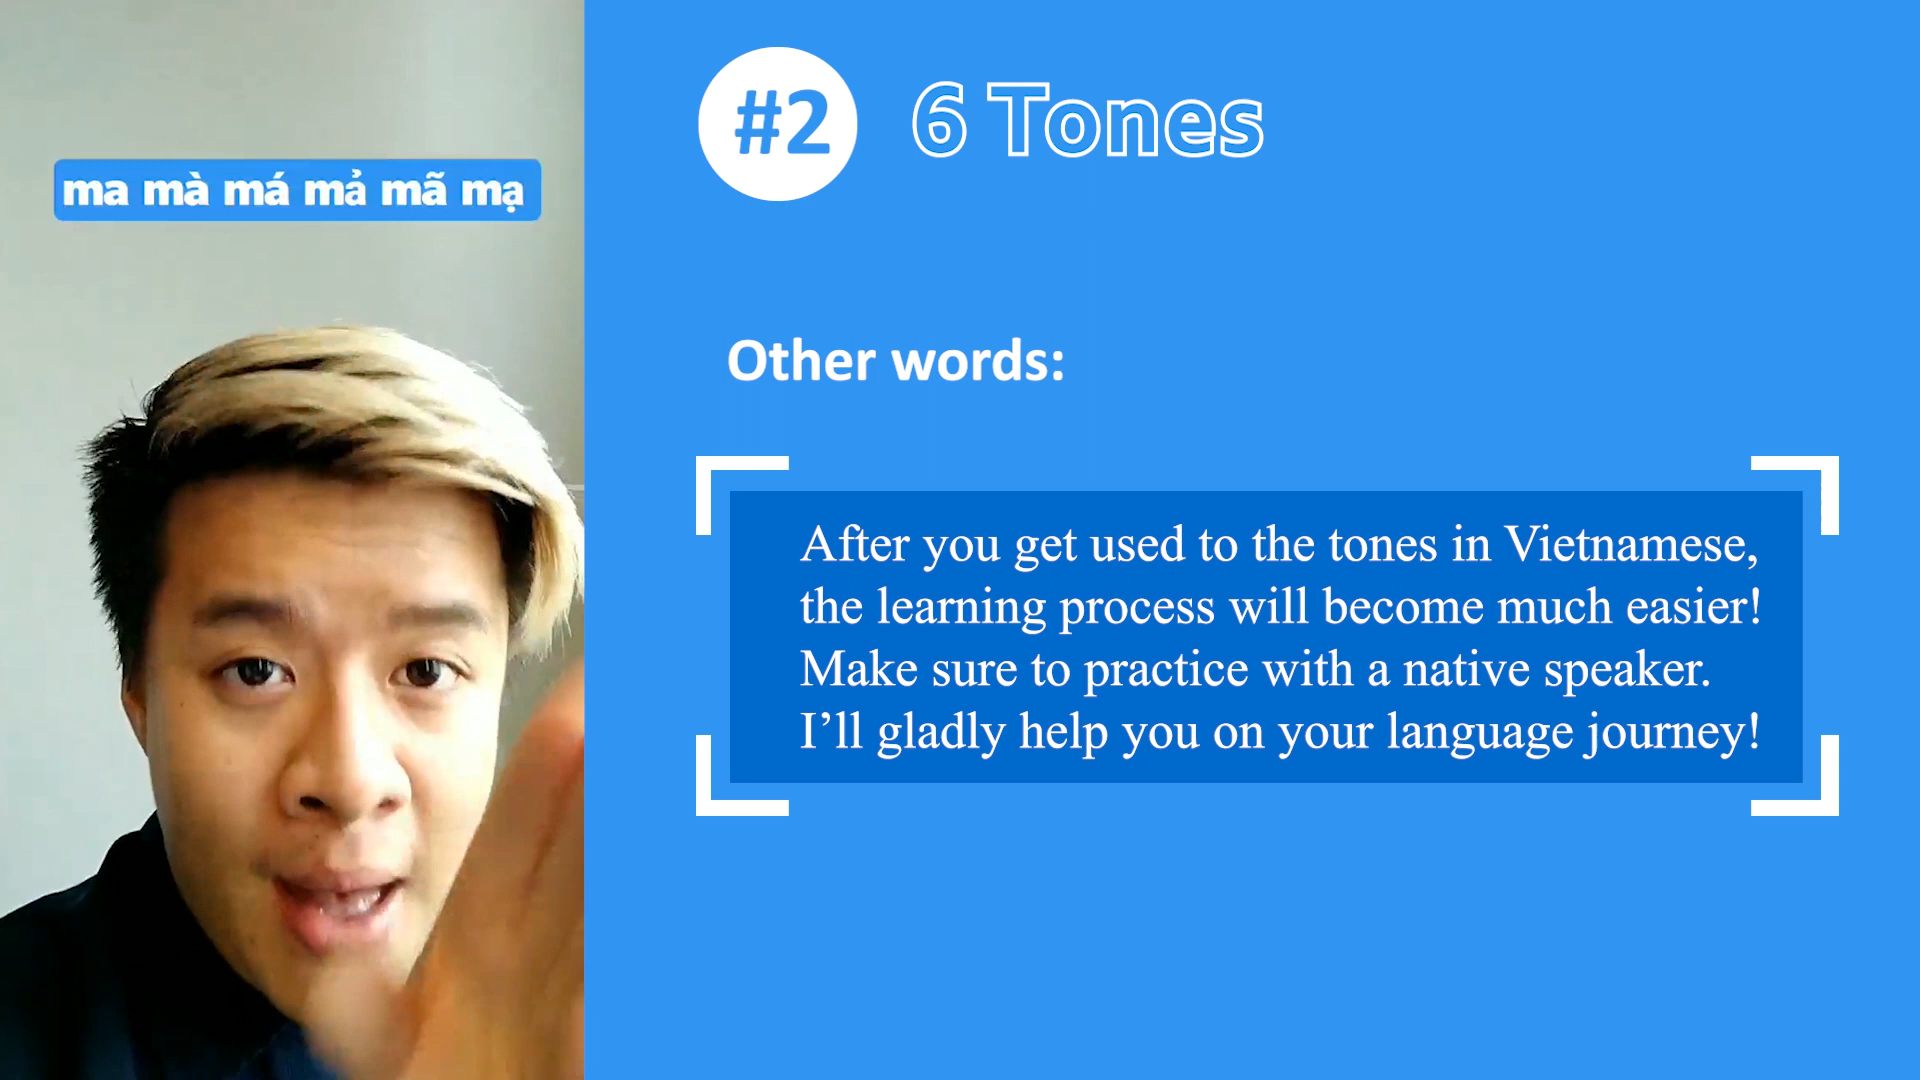 ma mà má mả mã mạ
#2 6 Tones
Other words:
After you get used to the tones in Vietnamese,
the learning process will become much easier!
Make sure to practice with a native speaker.
I’ll gladly help you on your language journey!